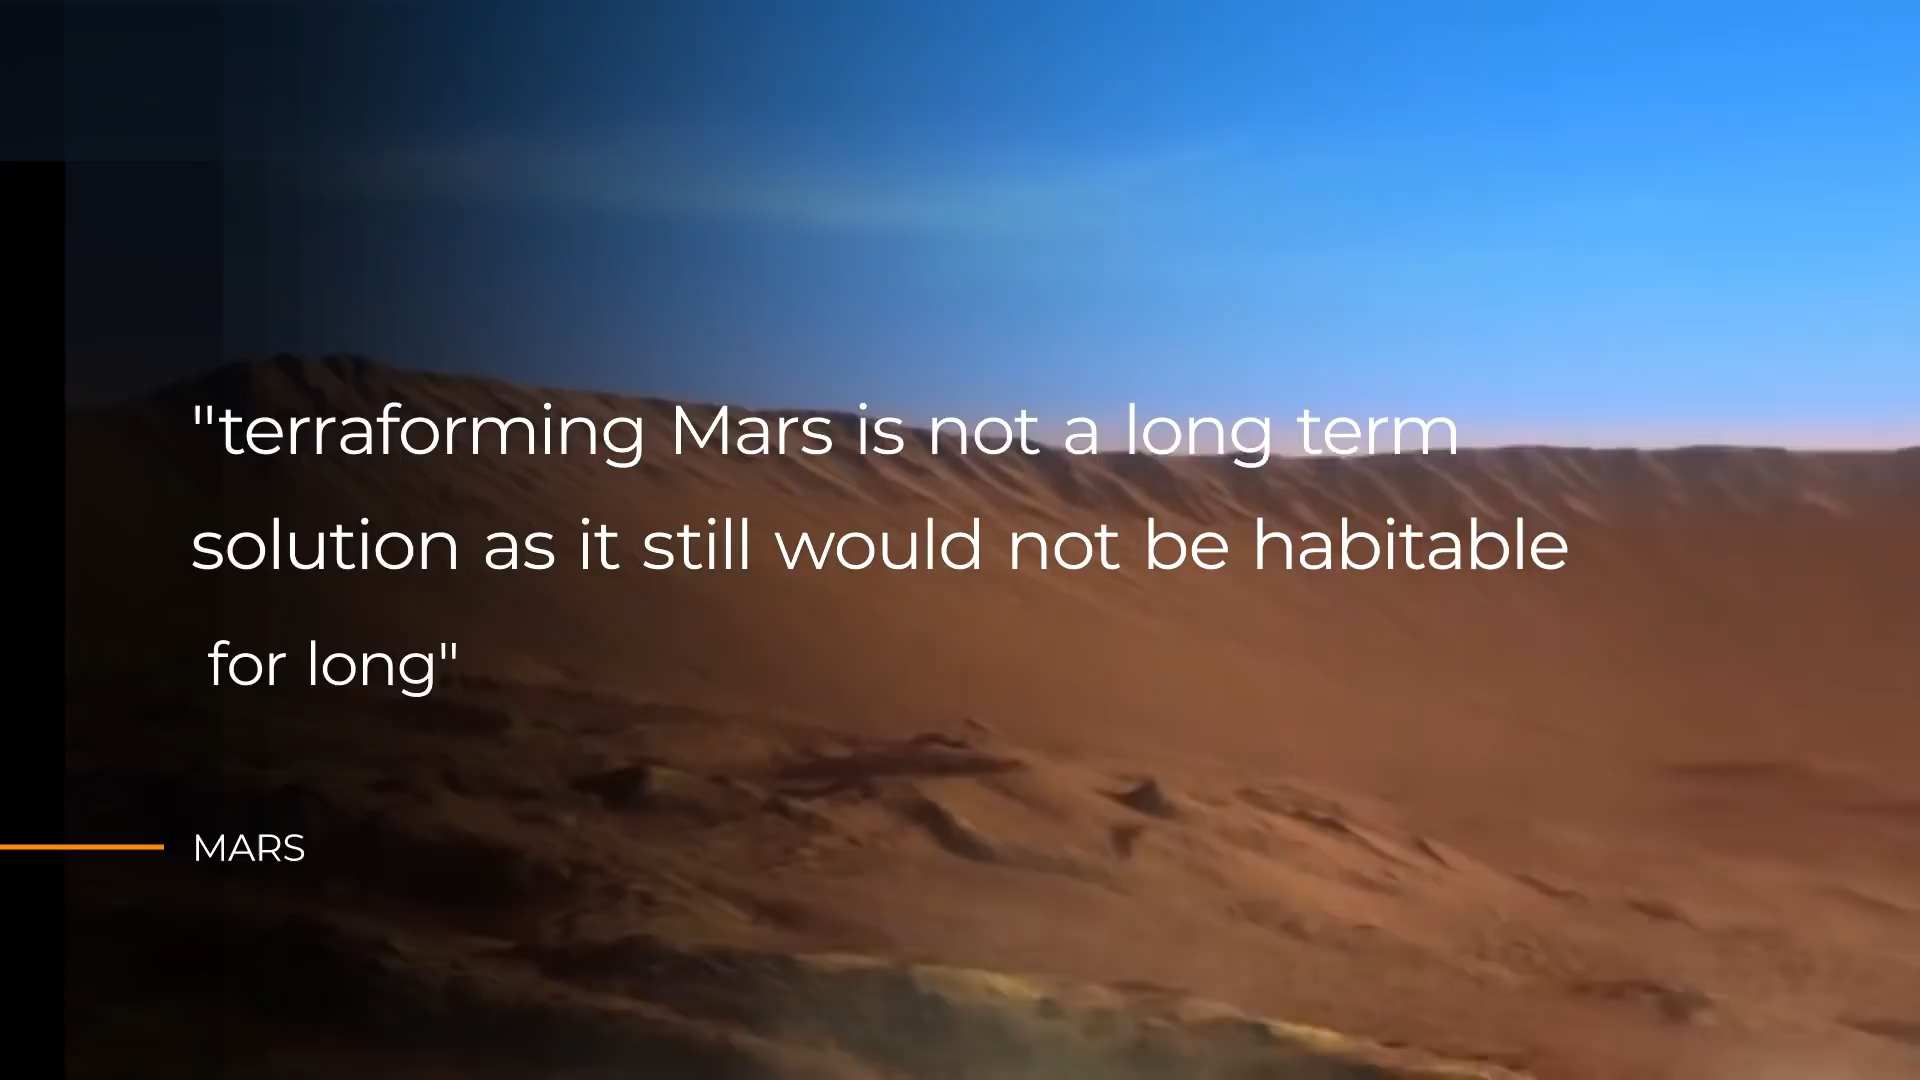 "terraforming Mars is not a long term
solution as it still would not be habitable
for long"
MARS